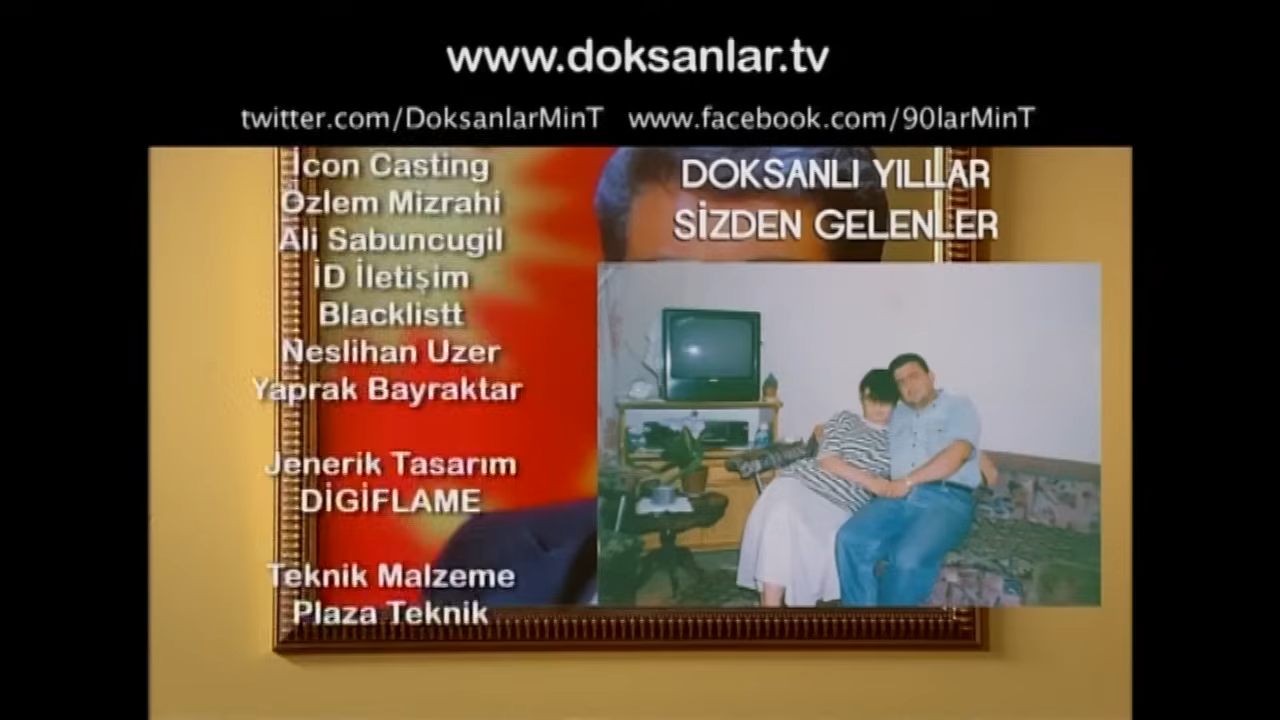 www.doksanlar.tv
twitter.com/DoksanlarMinT www.facebook.com/90larMinT
İcon Casting
Özlem Mizrahi
Ali Sabuncugil
İD İletişim
Blacklistt
Neslihan Uzer
Yaprak Bayraktar
Jenerik Tasarım
DİGİFLAME
Teknik Malzeme
Plaza Teknik
DOKSANLI YILLAR
SİZDEN GELENLER